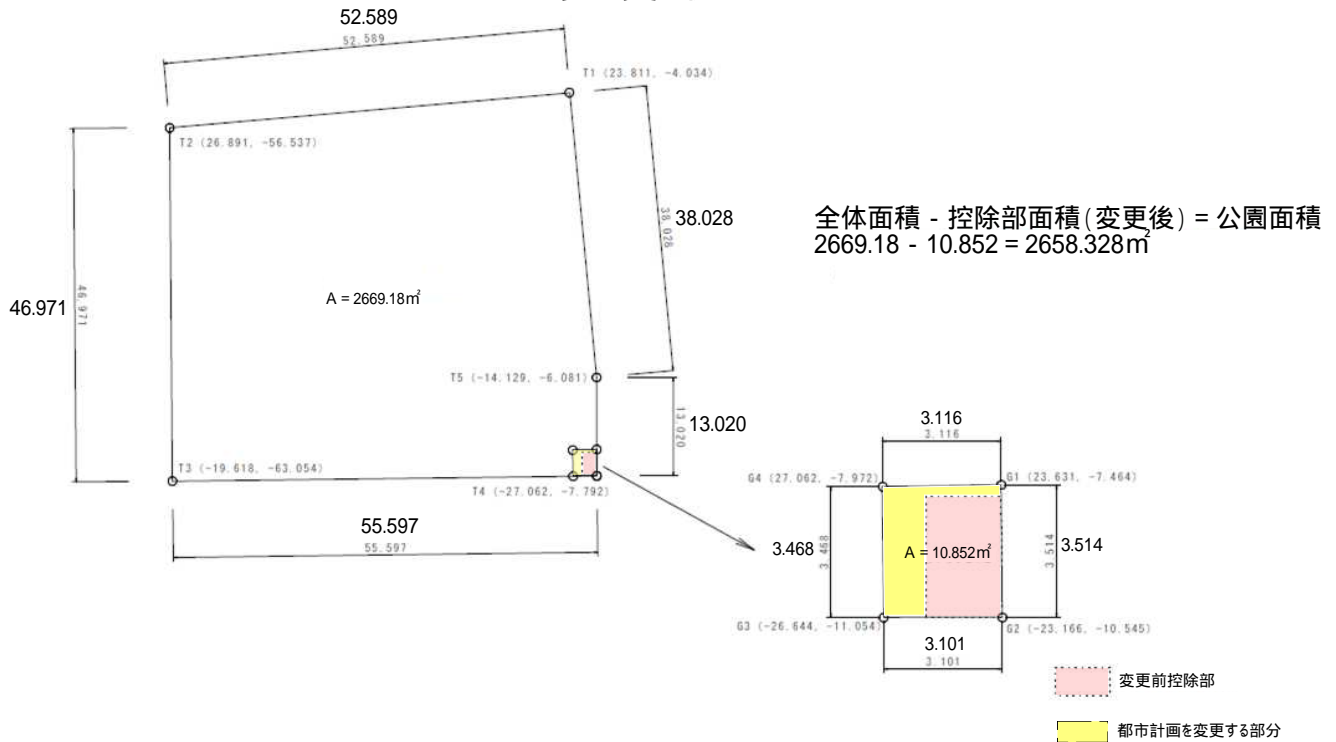 52.589
52.589
T1 (23.811, -4.034)
T2 (26.891, -56.537)
38.028
38.028
全体面積 - 控除部面積(変更後) = 公園面積
2669.18 - 10.852 = 2658.328㎡
46.971
46.971
A = 2669.18㎡
T5 (-14.129, -6.081)
13.020
13.020
T3 (-19.618, -63.054)
T4 (-27.062, -7.792)
55.597
55.597
3.116
3.116
G4 (27.062, -7.972)
G1 (23.631, -7.464)
3.468
3.468
A = 10.852㎡
3.514
3.514
G3 (-26.644, -11.054)
G2 (-23.166, -10.545)
3.101
3.101
変更前控除部
都市計画を変更する部分